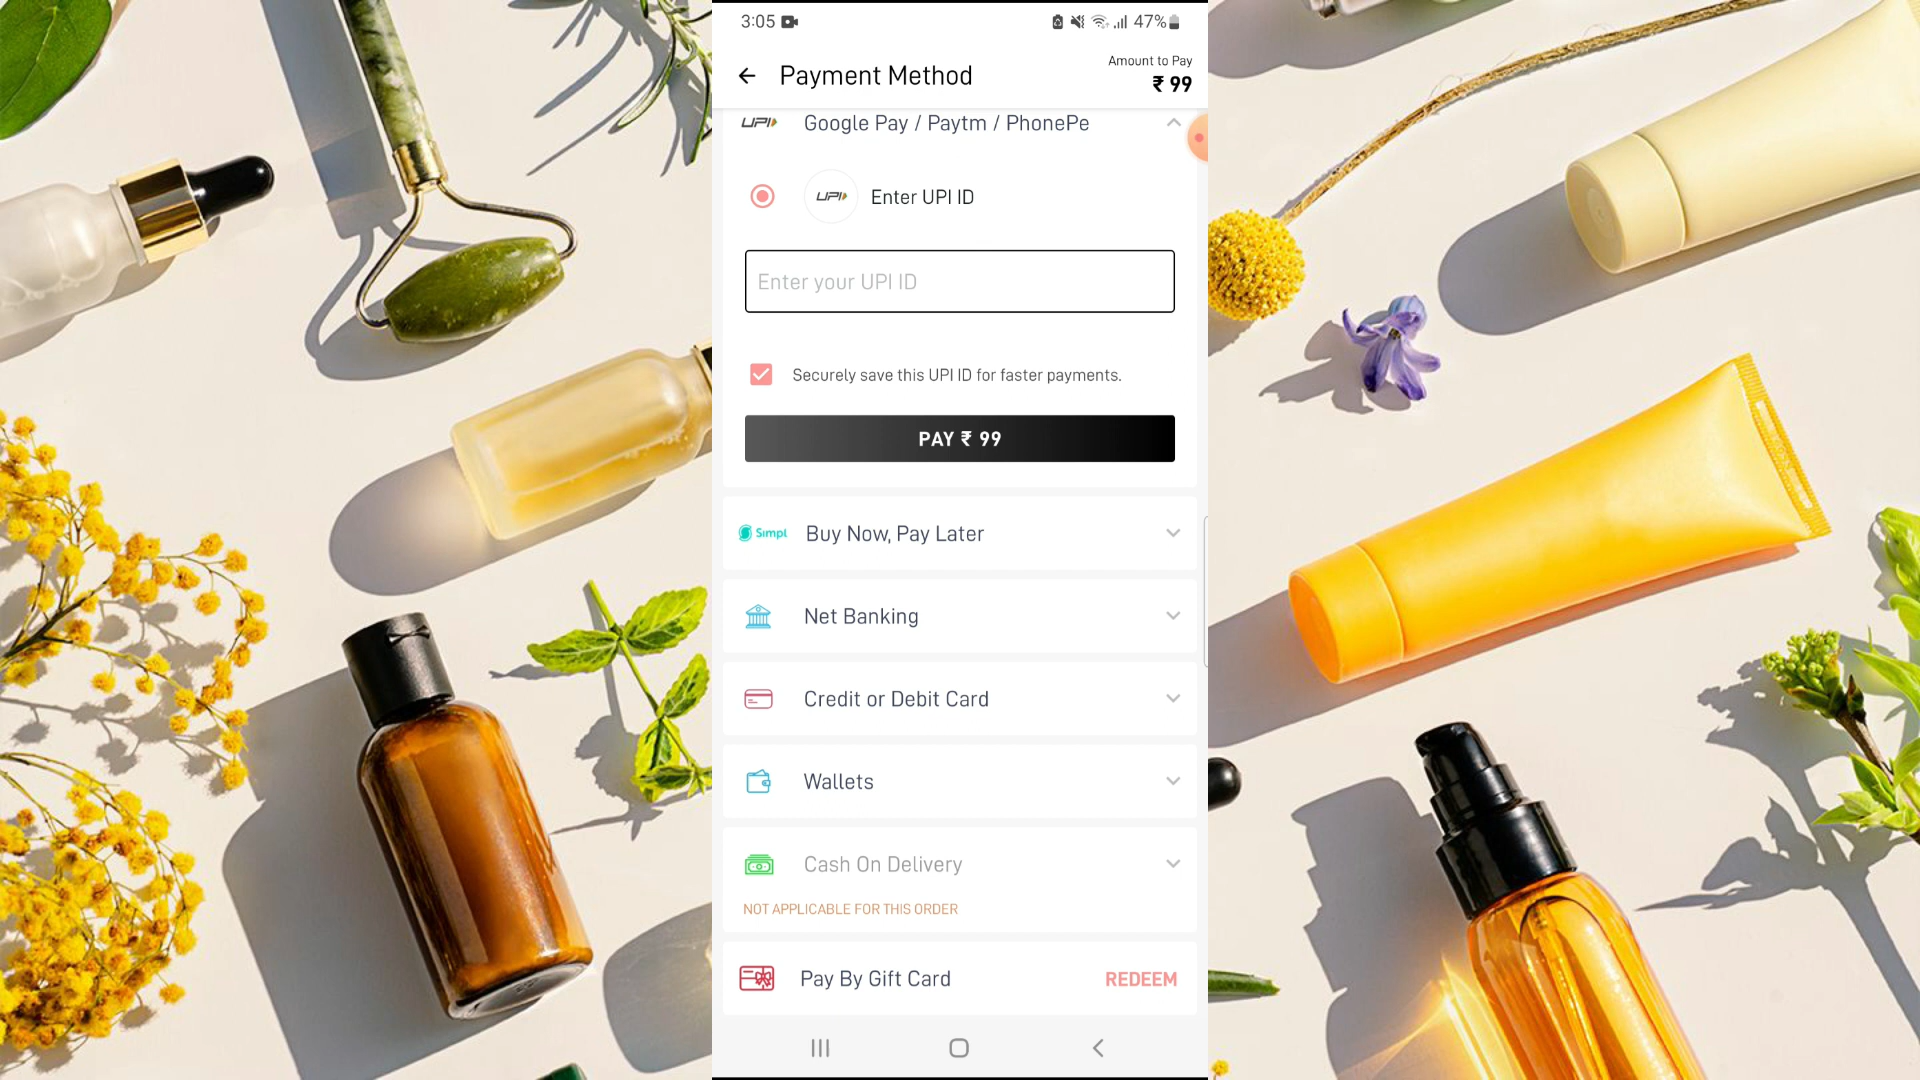 3:05
47%
Payment Method
Amount to Pay
₹ 99
UPI
Google Pay / Paytm / PhonePe
UPI
Enter UPI ID
Enter your UPI ID
Securely save this UPI ID for faster payments.
PAY ₹ 99
Simpl
Buy Now, Pay Later
Net Banking
Credit or Debit Card
Wallets
Cash On Delivery
NOT APPLICABLE FOR THIS ORDER
Pay By Gift Card
REDEEM